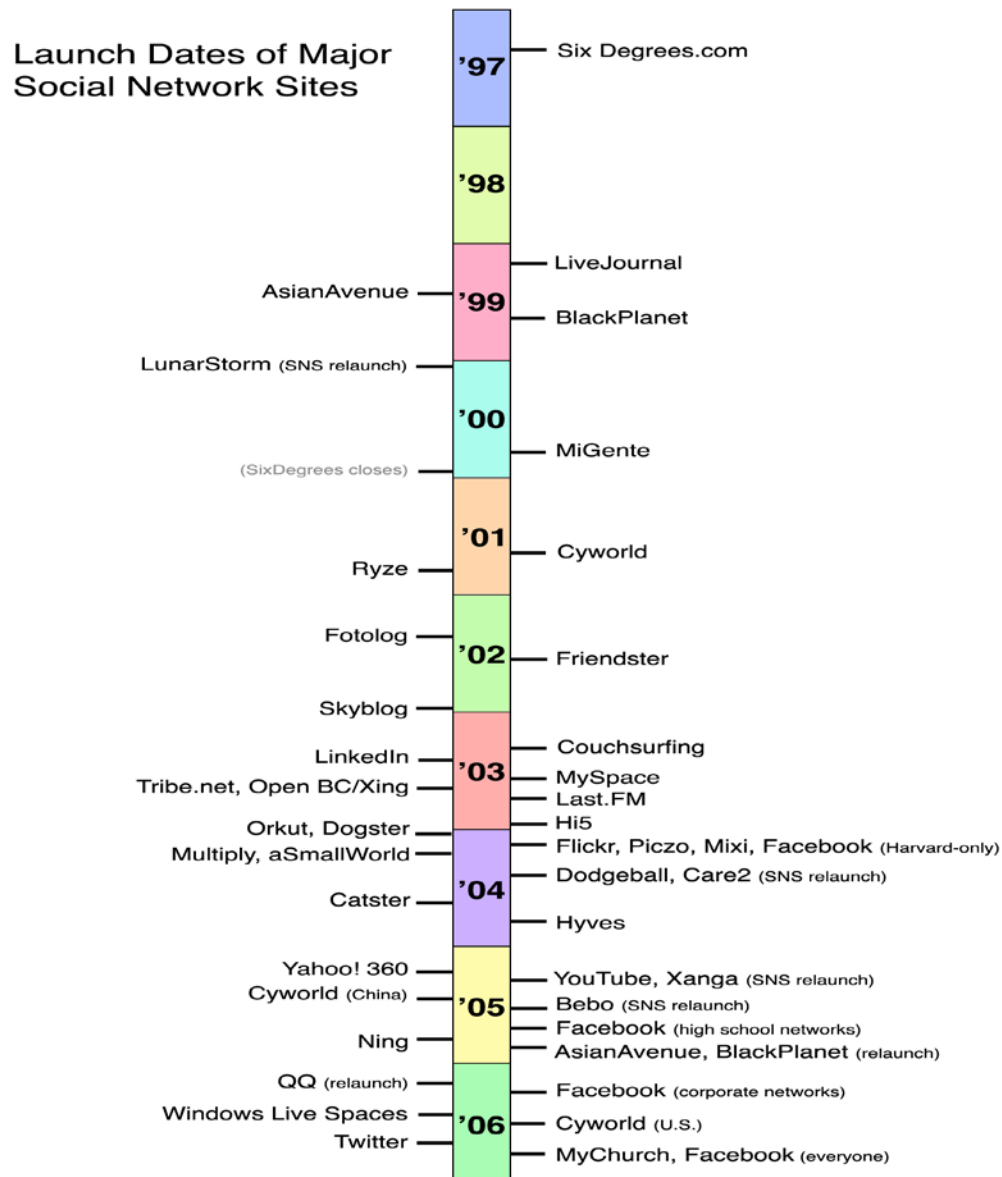 Launch Dates of Major
Social Network Sites
'97
Six Degrees.com
'98
LiveJournal
AsianAvenue
'99
BlackPlanet
LunarStorm (SNS relaunch)
'00
MiGente
(SixDegrees closes)
'01
Cyworld
Ryze
Fotolog
'02
Friendster
Skyblog
Couchsurfing
LinkedIn
'03
MySpace
Tribe.net, Open BC/Xing
Last.FM
Hi5
Orkut, Dogster
Flickr, Piczo, Mixi, Facebook (Harvard-only)
Multiply, aSmallWorld
Dodgeball, Care2 (SNS relaunch)
'04
Catster
Hyves
Yahoo! 360
YouTube, Xanga (SNS relaunch)
Cyworld (China)
'05
Bebo (SNS relaunch)
Facebook (high school networks)
Ning
AsianAvenue, BlackPlanet (relaunch)
QQ (relaunch)
Facebook (corporate networks)
Windows Live Spaces
'06
Cyworld (U.S.)
Twitter
MyChurch, Facebook (everyone)